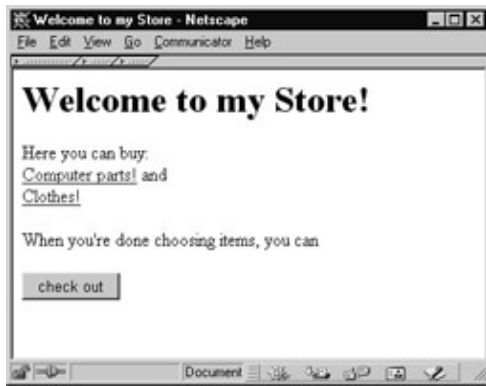 Welcome to my Store - Netscape
File Edit View Go Communicator Help
Welcome to my Store!
Here you can buy:
Computer parts! and
Clothes!
When you're done choosing items, you can
check out
Document